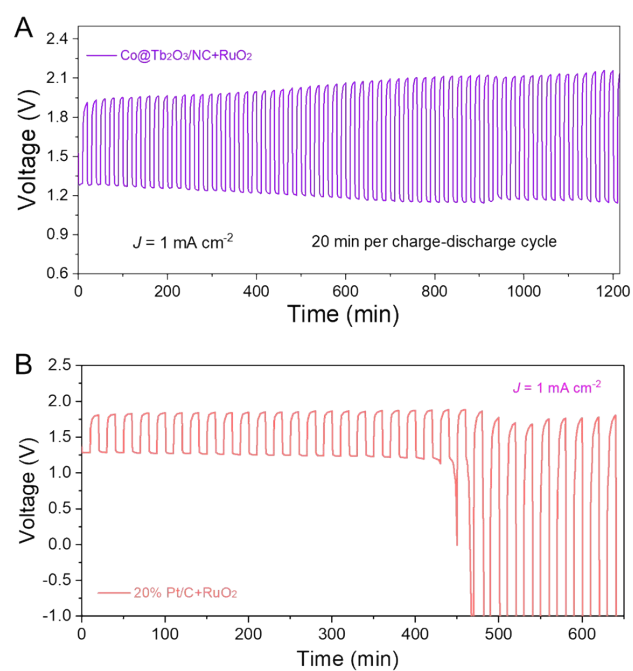 A
2.4
2.1
1.8
1.5
1.2
0.9
0.6
Voltage (V)
Co@Tb₂O₃/NC+RuO₂
J = 1 mA cm⁻²
20 min per charge-discharge cycle
0
200
400
600
800
1000
1200
Time (min)
B
2.5
2.0
1.5
1.0
0.5
0.0
-0.5
-1.0
Voltage (V)
J = 1 mA cm⁻²
20% Pt/C+RuO₂
0
100
200
300
400
500
600
Time (min)